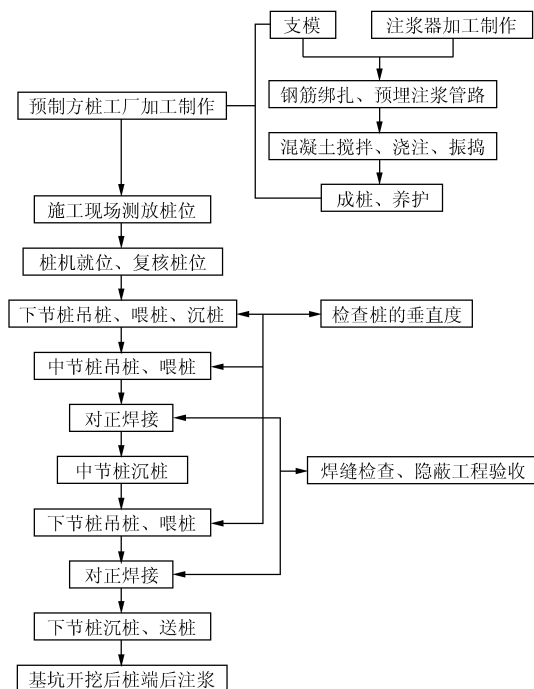 支模
注浆器加工制作
钢筋绑扎、预埋注浆管路
预制方桩工厂加工制作
混凝土搅拌、浇注、振捣
成桩、养护
施工现场测放桩位
桩机就位、复核桩位
下节桩吊桩、喂桩、沉桩
检查桩的垂直度
中节桩吊桩、喂桩
对正焊接
中节桩沉桩
焊缝检查、隐蔽工程验收
下节桩吊桩、喂桩
对正焊接
下节桩沉桩、送桩
基坑开挖后桩端后注浆